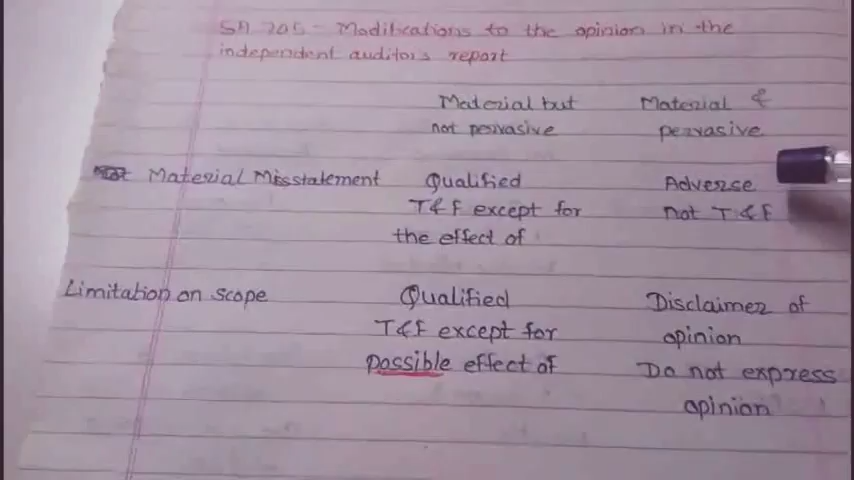 SA 705 - Modifications to the opinion in the
independent auditors report
Material but Material &
not pervasive pervasive
Material Misstatement Qualified Adverse
T&F except for not T & F
the effect of
Limitation on scope Qualified Disclaimer of
T&F except for opinion
possible effect of Do not express
opinion